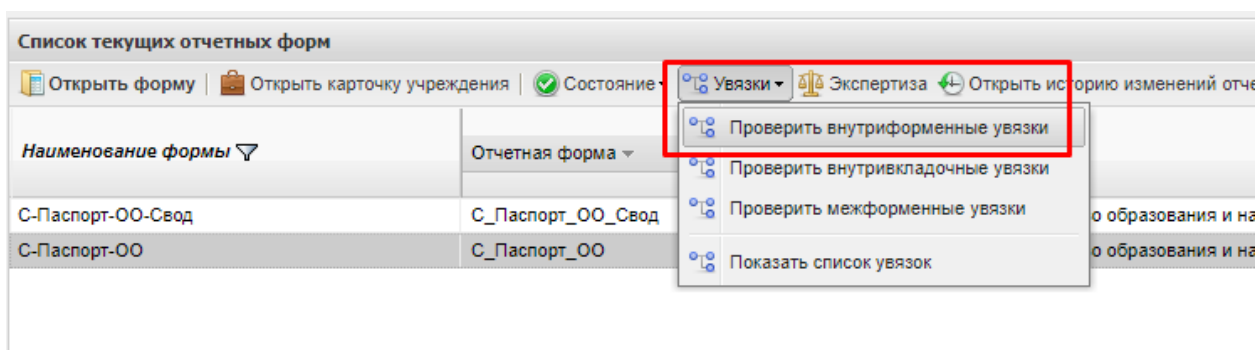 Список текущих отчетных форм
Открыть форму | Открыть карточку учреждения | Состояние Увязки Экспертиза Открыть историю изменений отче
Проверить внутриформенные увязки
Наименование формы Отчетная форма
Проверить внутривкладочные увязки
С-Паспорт-ОО-Свод С_Паспорт_ОО_Свод Проверить межформенные увязки о образования и на
С-Паспорт-ОО С_Паспорт_ОО Показать список увязок о образования и на